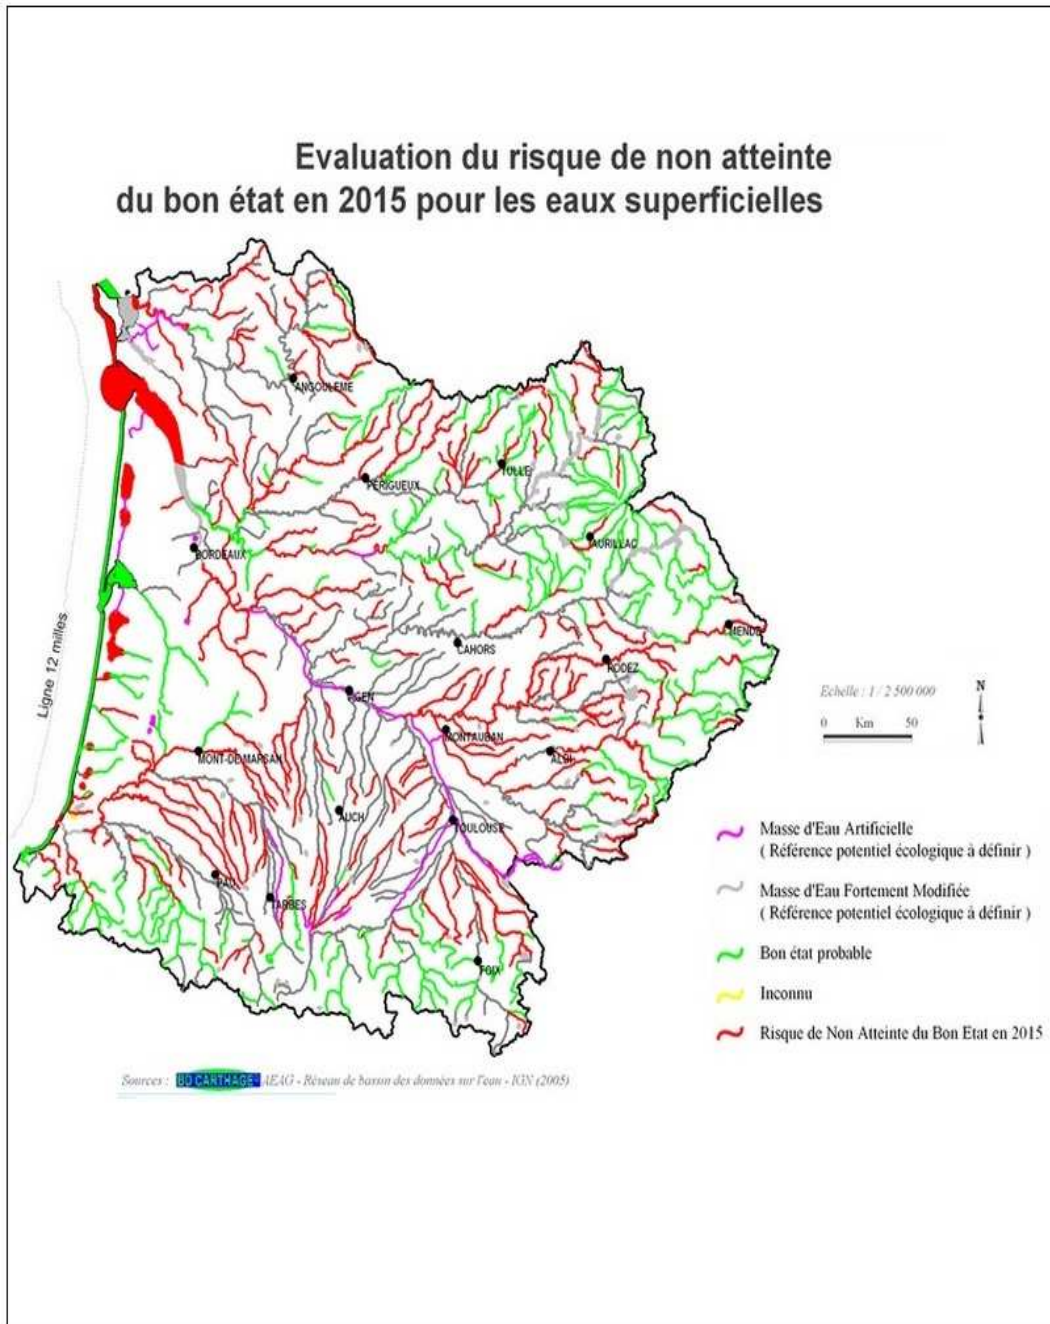 Evaluation du risque de non atteinte
du bon état en 2015 pour les eaux superficielles
ANGOULEME
TULLE
PERIGUEUX
AURILLAC
BORDEAUX
Ligne 12 milles
MENDE
CAHORS
RODEZ
AGEN
MONTAUBAN
MONT-DE-MARSAN
ALBI
AUCH
TOULOUSE
PAU
TARBES
FOIX
Echelle : 1 / 2 500 000
N
0 Km 50
Masse d'Eau Artificielle
( Référence potentiel écologique à définir )
Masse d'Eau Fortement Modifiée
( Référence potentiel écologique à définir )
Bon état probable
Inconnu
Risque de Non Atteinte du Bon Etat en 2015
Sources : BD CARTHAGE - AEAG - Réseau de bassin des données sur l'eau - IGN (2005)